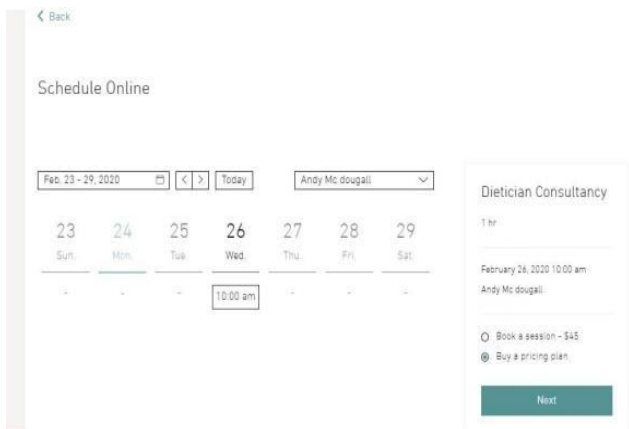 Back
Schedule Online
Feb. 23 - 29, 2020 < > Today Andy Mc dougall
23 24 25 26 27 28 29
Sun. Mon. Tue. Wed. Thu. Fri. Sat.
- - - 10:00 am - - -
Dietician Consultancy
1 hr
February 26, 2020 10:00 am
Andy Mc dougall
Book a session - $45
Buy a pricing plan
Next